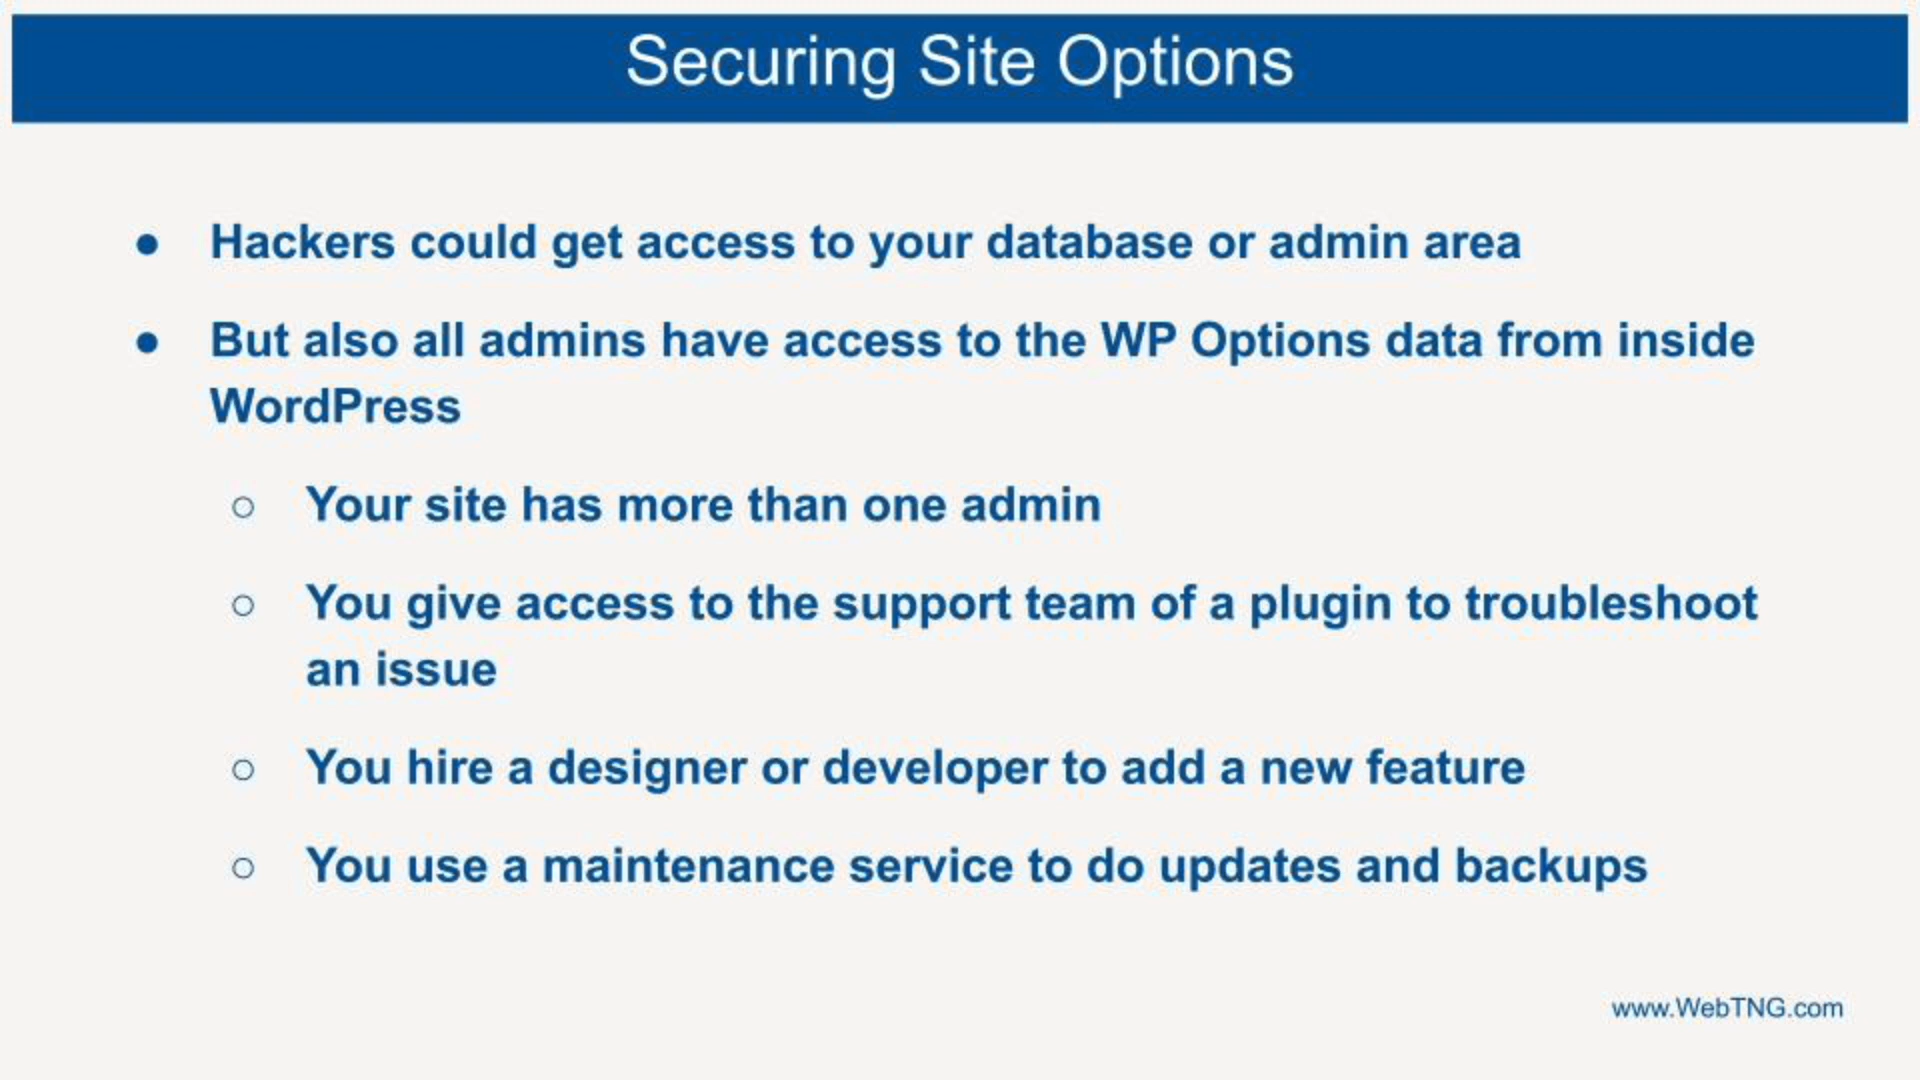 Securing Site Options
● Hackers could get access to your database or admin area
● But also all admins have access to the WP Options data from inside
WordPress
○ Your site has more than one admin
○ You give access to the support team of a plugin to troubleshoot
an issue
○ You hire a designer or developer to add a new feature
○ You use a maintenance service to do updates and backups
www.WebTNG.com